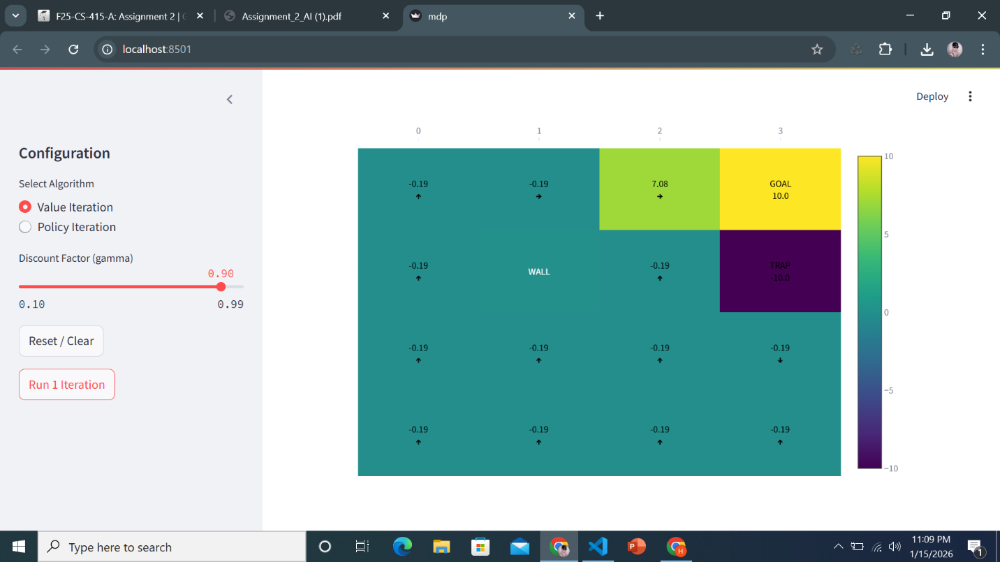 F25-CS-415-A: Assignment 2 | G
Assignment_2_AI (1).pdf
mdp
localhost:8501
Deploy
Configuration
Select Algorithm
Value Iteration
Policy Iteration
Discount Factor (gamma)
0.90
0.10 0.99
Reset / Clear
Run 1 Iteration
0 1 2 3
-0.19 -0.19 7.08 GOAL
↑ → → 10.0
-0.19 WALL -0.19 TRAP
↑ ↑ -10.0
-0.19 -0.19 -0.19 -0.19
↑ ↑ ↑ ↓
-0.19 -0.19 -0.19 -0.19
↑ ↑ ↑ ↑
10
5
0
−5
−10
Type here to search
H
11:09 PM
1/15/2026
1